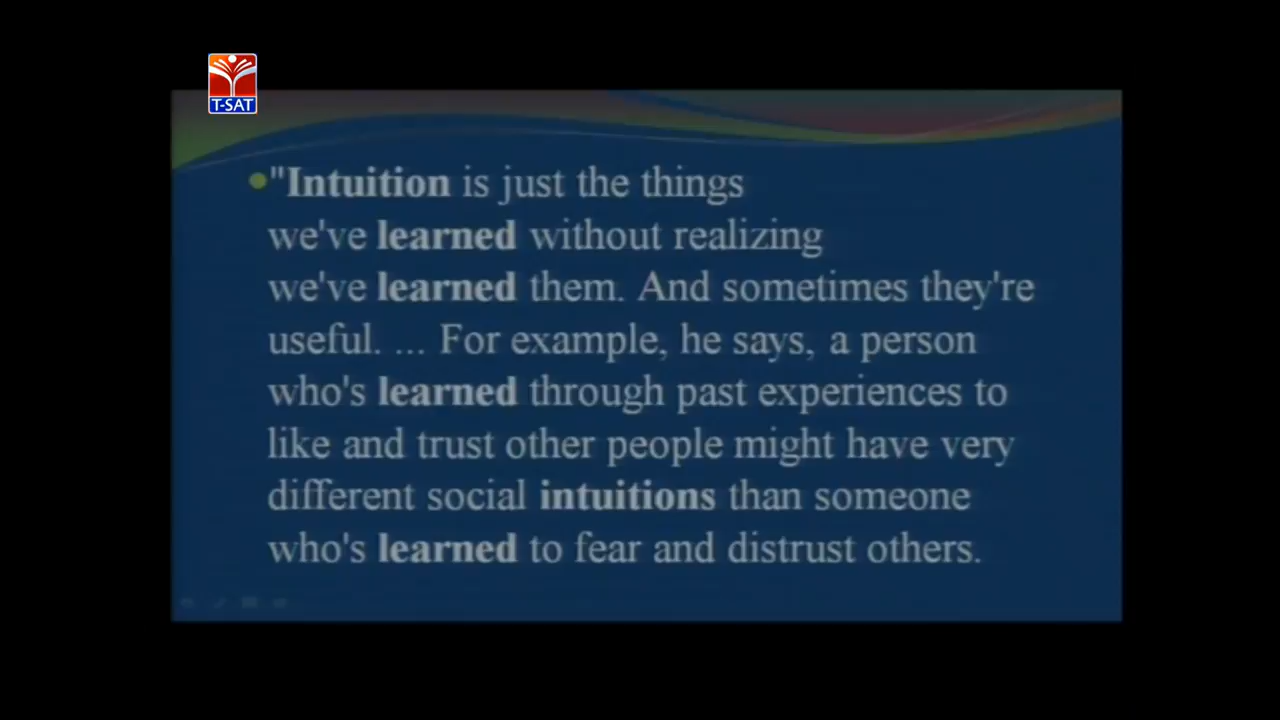 T-SAT
"Intuition is just the things
we've learned without realizing
we've learned them. And sometimes they're
useful. ... For example, he says, a person
who's learned through past experiences to
like and trust other people might have very
different social intuitions than someone
who's learned to fear and distrust others.